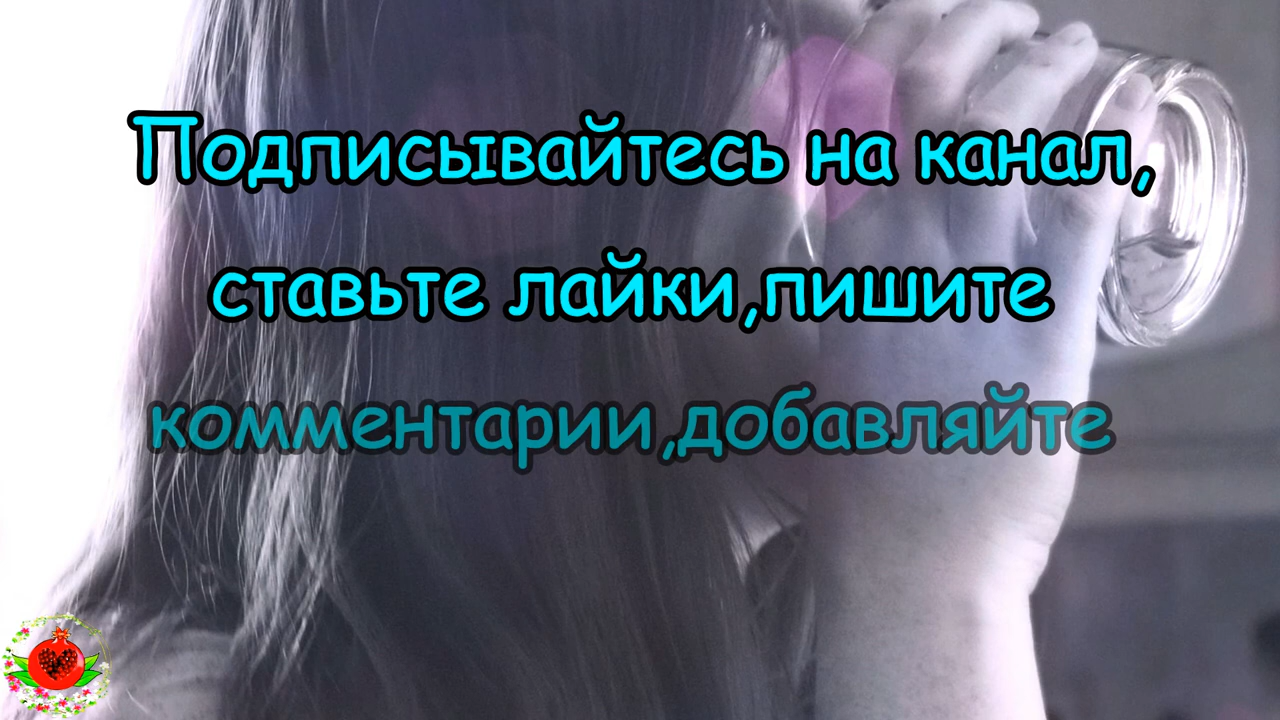 Подписывайтесь на канал,
ставьте лайки,пишите
комментарии,добавляйте